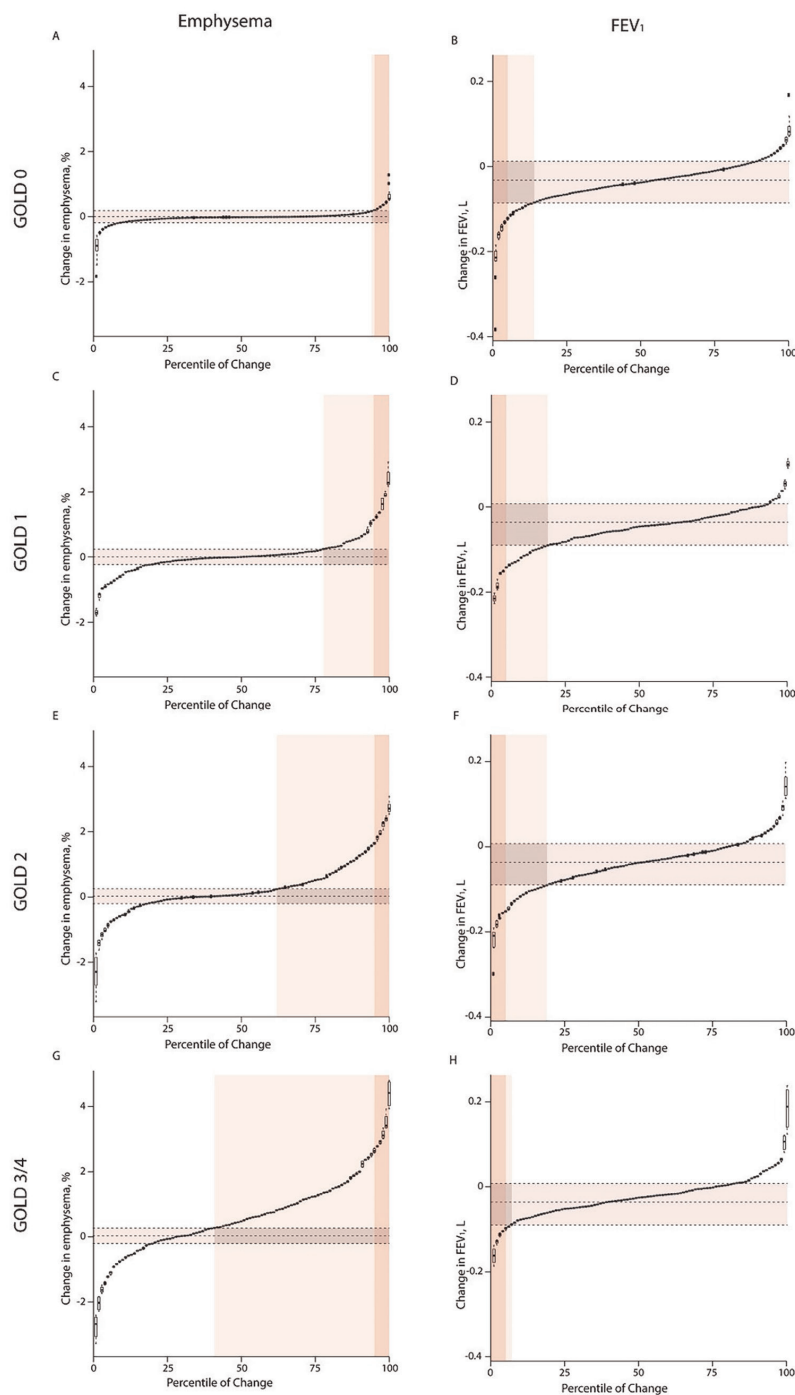 Emphysema
FEV₁
A
B
GOLD 0
Change in emphysema, %
4
2
0
-2
0
25
50
75
100
Percentile of Change
Change in FEV₁, L
0.2
0
-0.2
-0.4
0
25
50
75
100
Percentile of Change
C
D
GOLD 1
Change in emphysema, %
4
2
0
-2
0
25
50
75
100
Percentile of Change
Change in FEV₁, L
0.2
0
-0.2
-0.4
0
25
50
75
100
Percentile of Change
E
F
GOLD 2
Change in emphysema, %
4
2
0
-2
0
25
50
75
100
Percentile of Change
Change in FEV₁, L
0.2
0
-0.2
-0.4
0
25
50
75
100
Percentile of Change
G
H
GOLD 3/4
Change in emphysema, %
4
2
0
-2
0
25
50
75
100
Percentile of Change
Change in FEV₁, L
0.2
0
-0.2
-0.4
0
25
50
75
100
Percentile of Change